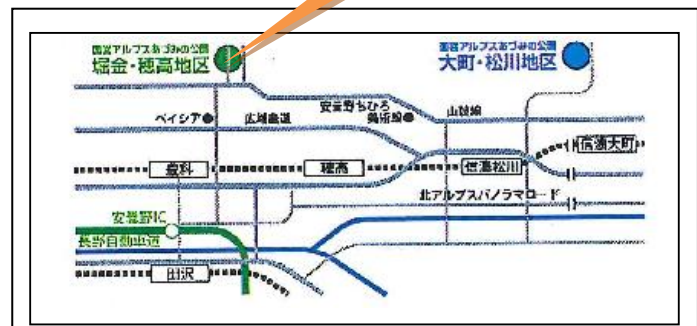 国営アルプスあづみの公園
堀金・穂高地区
国営アルプスあづみの公園
大町・松川地区
安曇野ちひろ
美術館
山麓線
ベイシア
広域農道
信濃大町
豊科
穂高
信濃松川
北アルプスパノラマロード
安曇野IC
長野自動車道
田沢